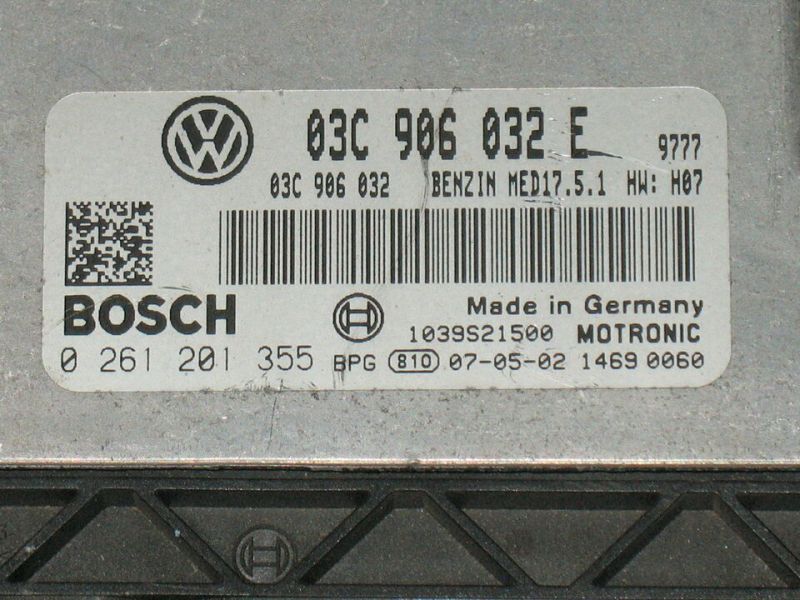 03C 906 032 E 9777
03C 906 032 BENZIN MED17.5.1 HW: H07
BOSCH Made in Germany
1039S21500 MOTRONIC
0 261 201 355 BPG 810 07-05-02 1469 0060